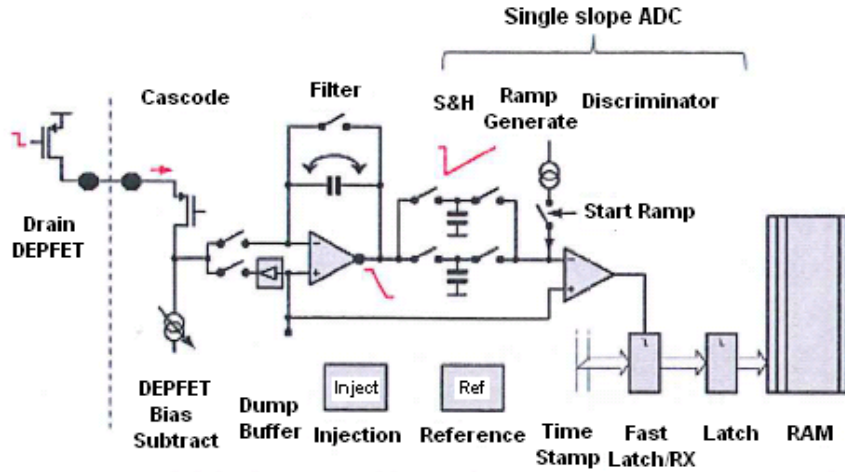 Single slope ADC
Cascode
Filter
S&H
Ramp
Generate
Discriminator
Drain
DEPFET
Start Ramp
DEPFET
Bias
Subtract
Dump
Buffer
Inject
Injection
Ref
Reference
Time
Stamp
Fast
Latch/RX
Latch
RAM